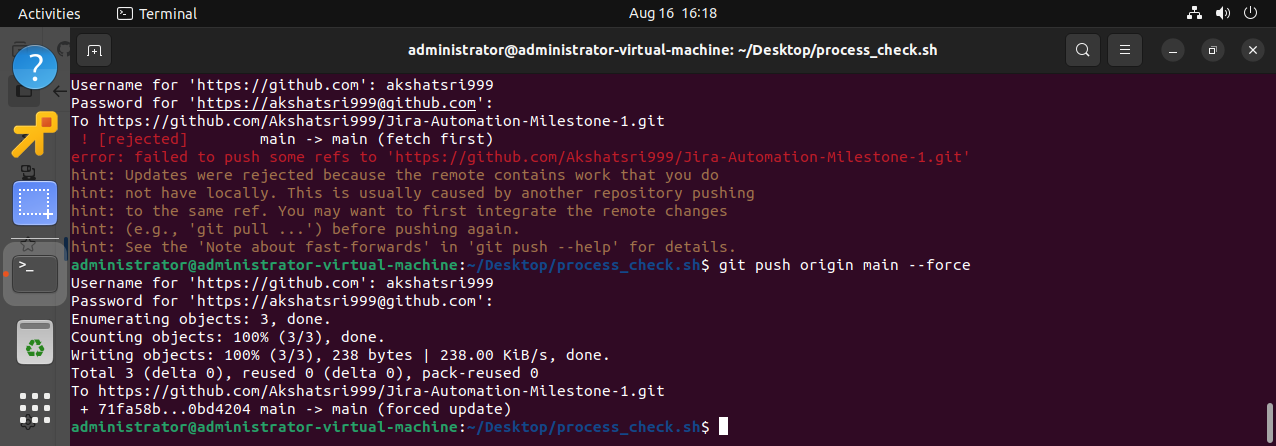 Activities
Terminal
Aug 16 16:18
administrator@administrator-virtual-machine: ~/Desktop/process_check.sh
Username for 'https://github.com': akshatsri999
Password for 'https://akshatsri999@github.com':
To https://github.com/Akshatsri999/Jira-Automation-Milestone-1.git
 ! [rejected]        main -> main (fetch first)
error: failed to push some refs to 'https://github.com/Akshatsri999/Jira-Automation-Milestone-1.git'
hint: Updates were rejected because the remote contains work that you do
hint: not have locally. This is usually caused by another repository pushing
hint: to the same ref. You may want to first integrate the remote changes
hint: (e.g., 'git pull ...') before pushing again.
hint: See the 'Note about fast-forwards' in 'git push --help' for details.
administrator@administrator-virtual-machine:~/Desktop/process_check.sh$ git push origin main --force
Username for 'https://github.com': akshatsri999
Password for 'https://akshatsri999@github.com':
Enumerating objects: 3, done.
Counting objects: 100% (3/3), done.
Writing objects: 100% (3/3), 238 bytes | 238.00 KiB/s, done.
Total 3 (delta 0), reused 0 (delta 0), pack-reused 0
To https://github.com/Akshatsri999/Jira-Automation-Milestone-1.git
 + 71fa58b...0bd4204 main -> main (forced update)
administrator@administrator-virtual-machine:~/Desktop/process_check.sh$